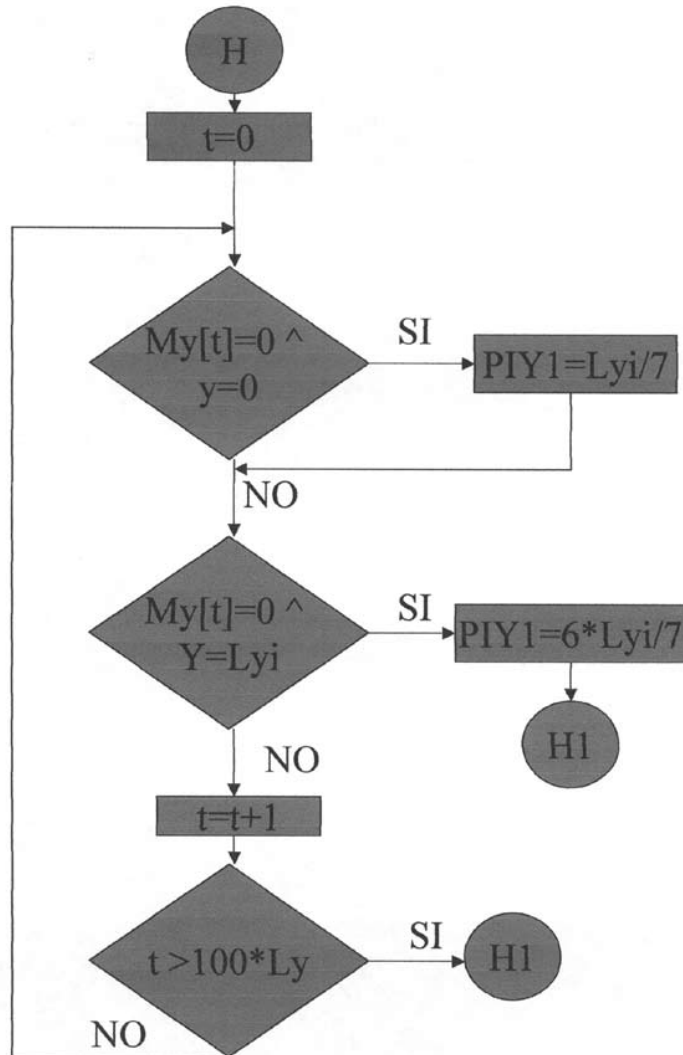 H
t=0
My[t]=0 ^
y=0
SI
PIY1=Lyi/7
NO
My[t]=0 ^
Y=Lyi
SI
PIY1=6*Lyi/7
H1
NO
t=t+1
t >100*Ly
SI
H1
NO